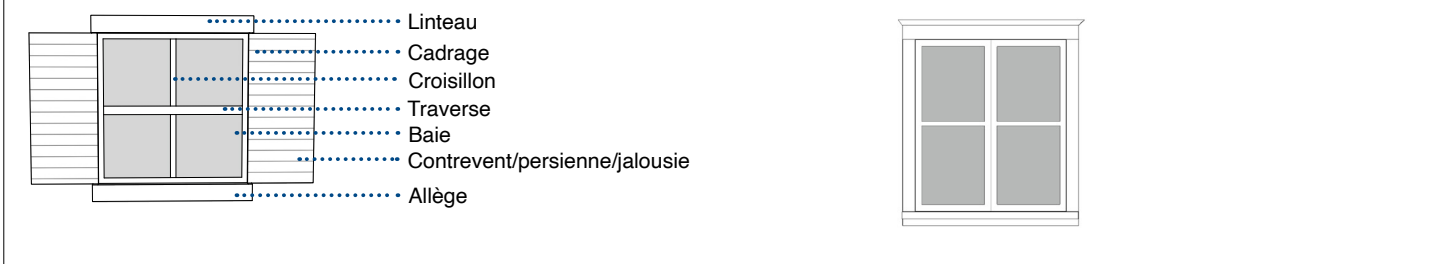 Linteau
Cadrage
Croisillon
Traverse
Baie
Contrevent/persienne/jalousie
Allège